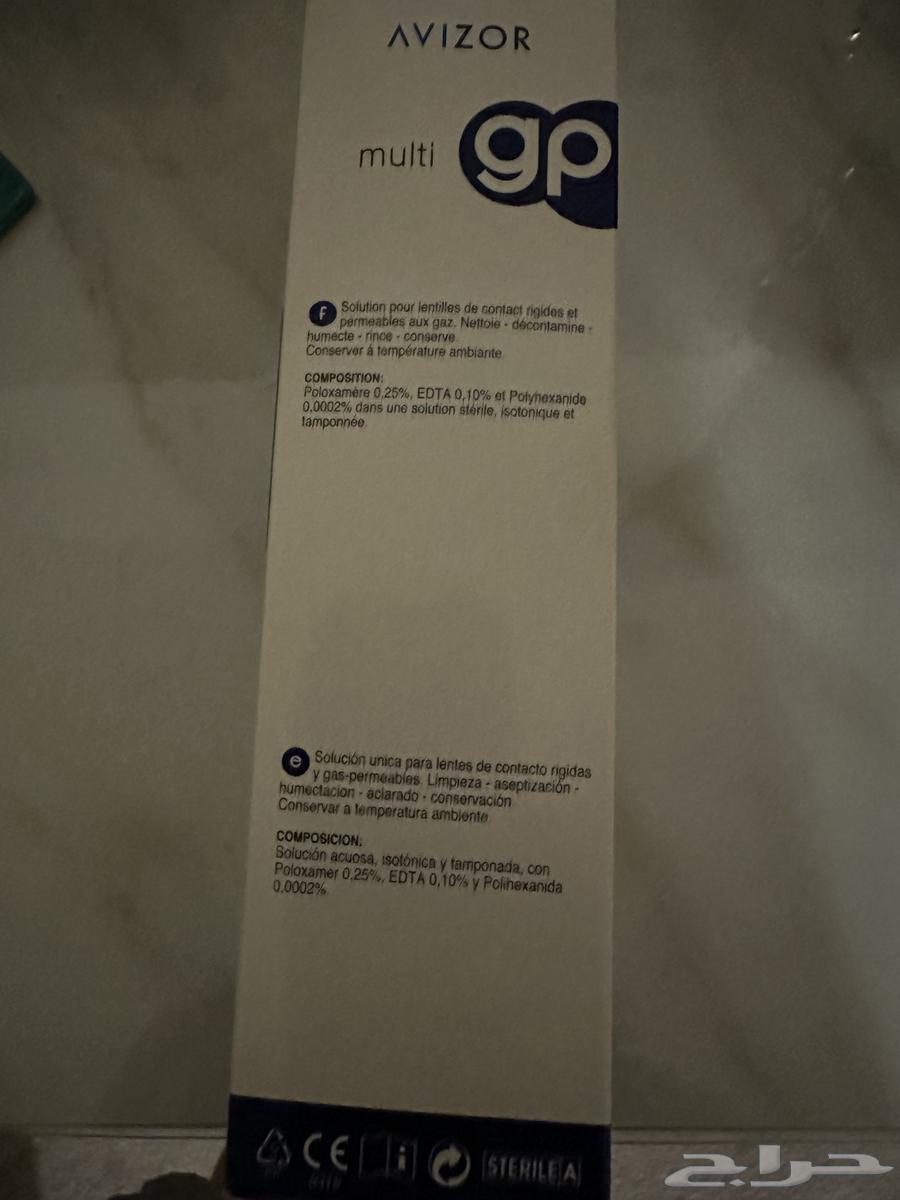 AVIZOR
multi gp
f Solution pour lentilles de contact rigides et
perméables aux gaz. Nettoie - décontamine -
humecte - rince - conserve.
Conserver à température ambiante.
COMPOSITION:
Poloxamère 0,25%, EDTA 0,10% et Polyhexanide
0,0002% dans une solution stérile, isotonique et
tamponnée.
e Solución unica para lentes de contacto rigidas
y gas-permeables. Limpieza - aseptización -
humectacion - aclarado - conservación
Conservar a temperatura ambiente.
COMPOSICION:
Solución acuosa, isotónica y tamponada, con
Poloxamer 0,25%, EDTA 0,10% y Polihexanida
0,0002%.
CE i STERILE A
حراج